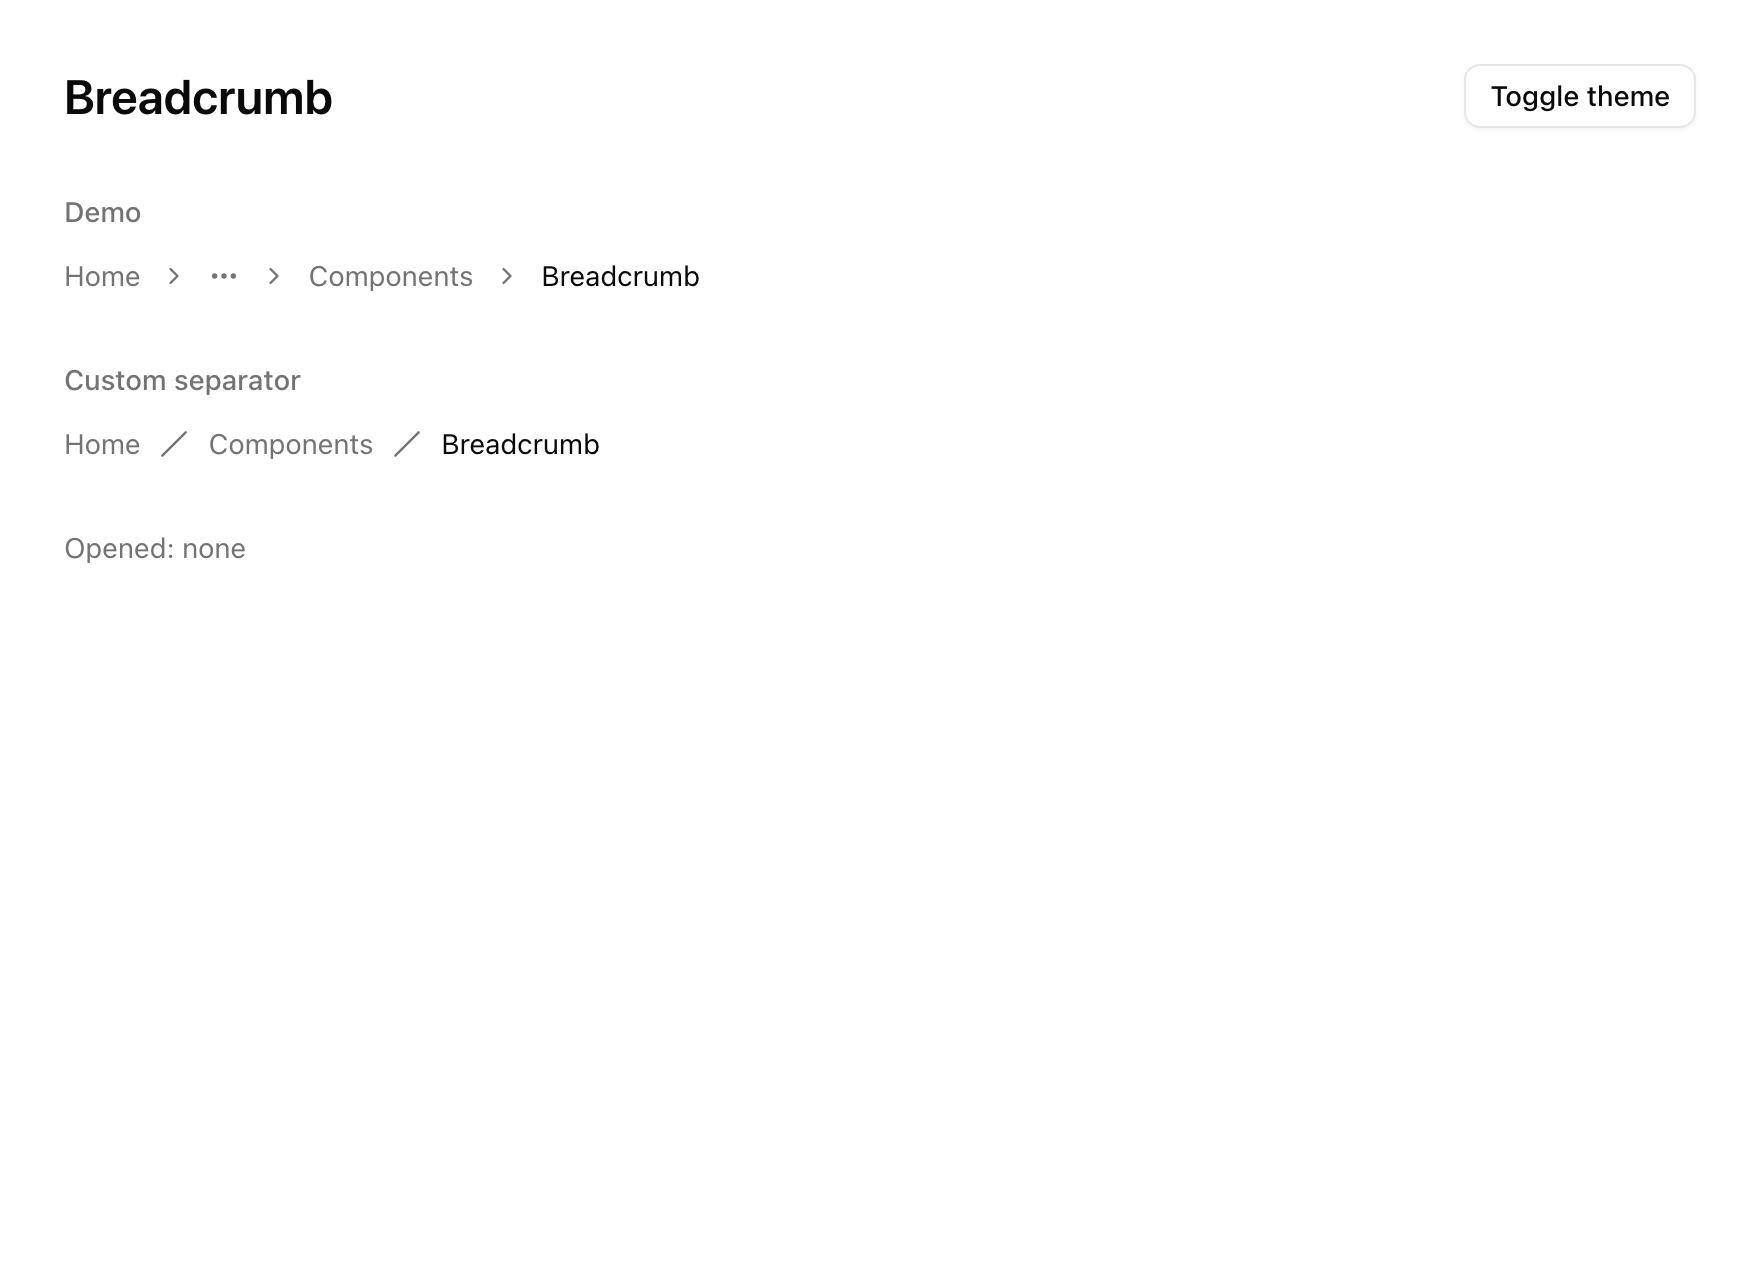 Breadcrumb
Toggle theme
Demo
Home > ••• > Components > Breadcrumb
Custom separator
Home / Components / Breadcrumb
Opened: none